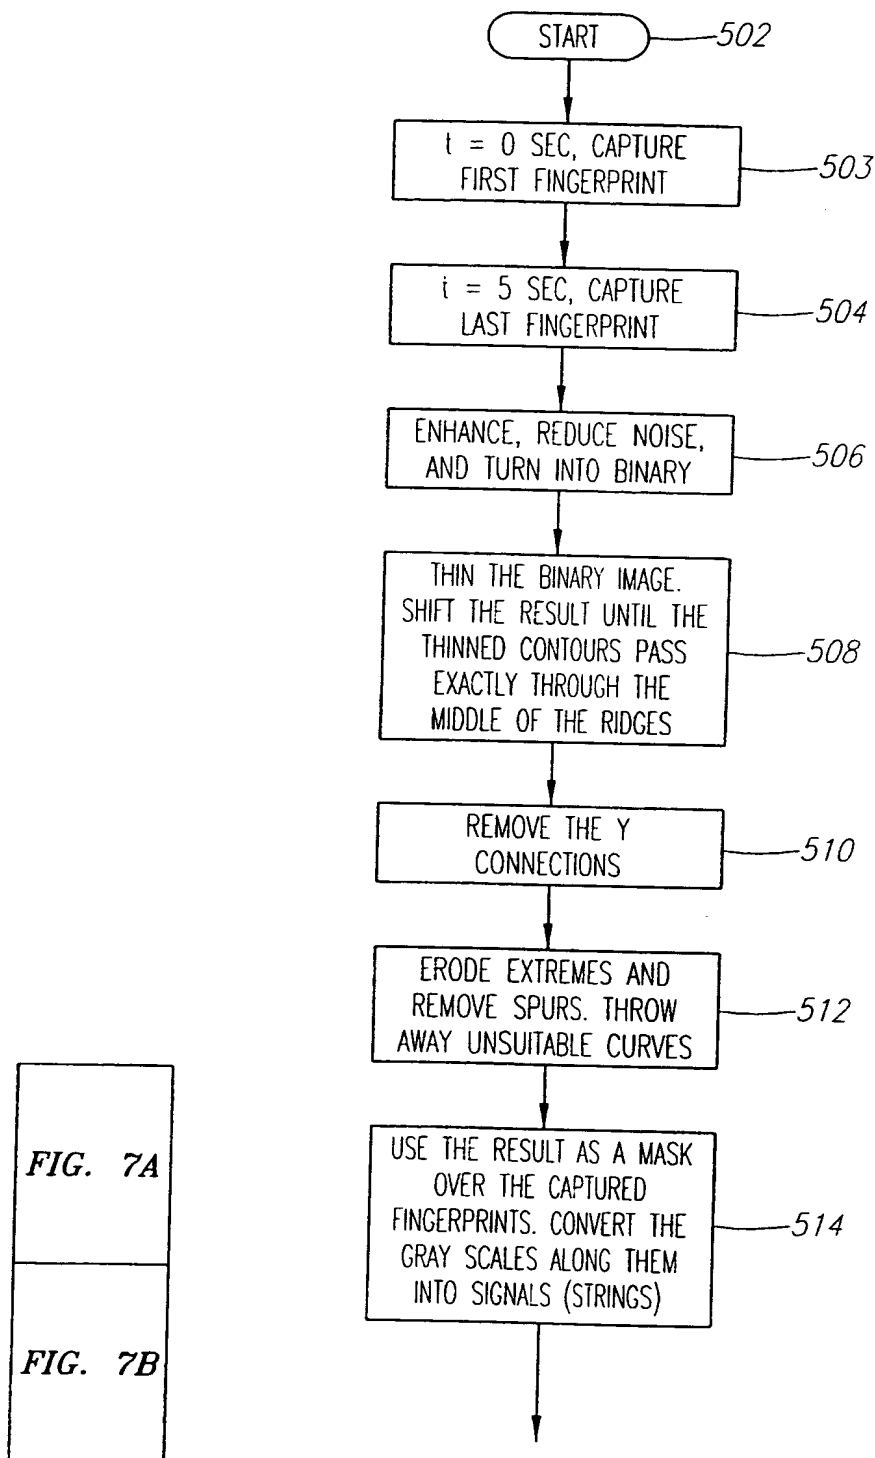 START
502
t = 0 SEC, CAPTURE
FIRST FINGERPRINT
503
t = 5 SEC, CAPTURE
LAST FINGERPRINT
504
ENHANCE, REDUCE NOISE,
AND TURN INTO BINARY
506
THIN THE BINARY IMAGE.
SHIFT THE RESULT UNTIL THE
THINNED CONTOURS PASS
EXACTLY THROUGH THE
MIDDLE OF THE RIDGES
508
REMOVE THE Y
CONNECTIONS
510
ERODE EXTREMES AND
REMOVE SPURS. THROW
AWAY UNSUITABLE CURVES
512
USE THE RESULT AS A MASK
OVER THE CAPTURED
FINGERPRINTS. CONVERT THE
GRAY SCALES ALONG THEM
INTO SIGNALS (STRINGS)
514
FIG. 7A
FIG. 7B